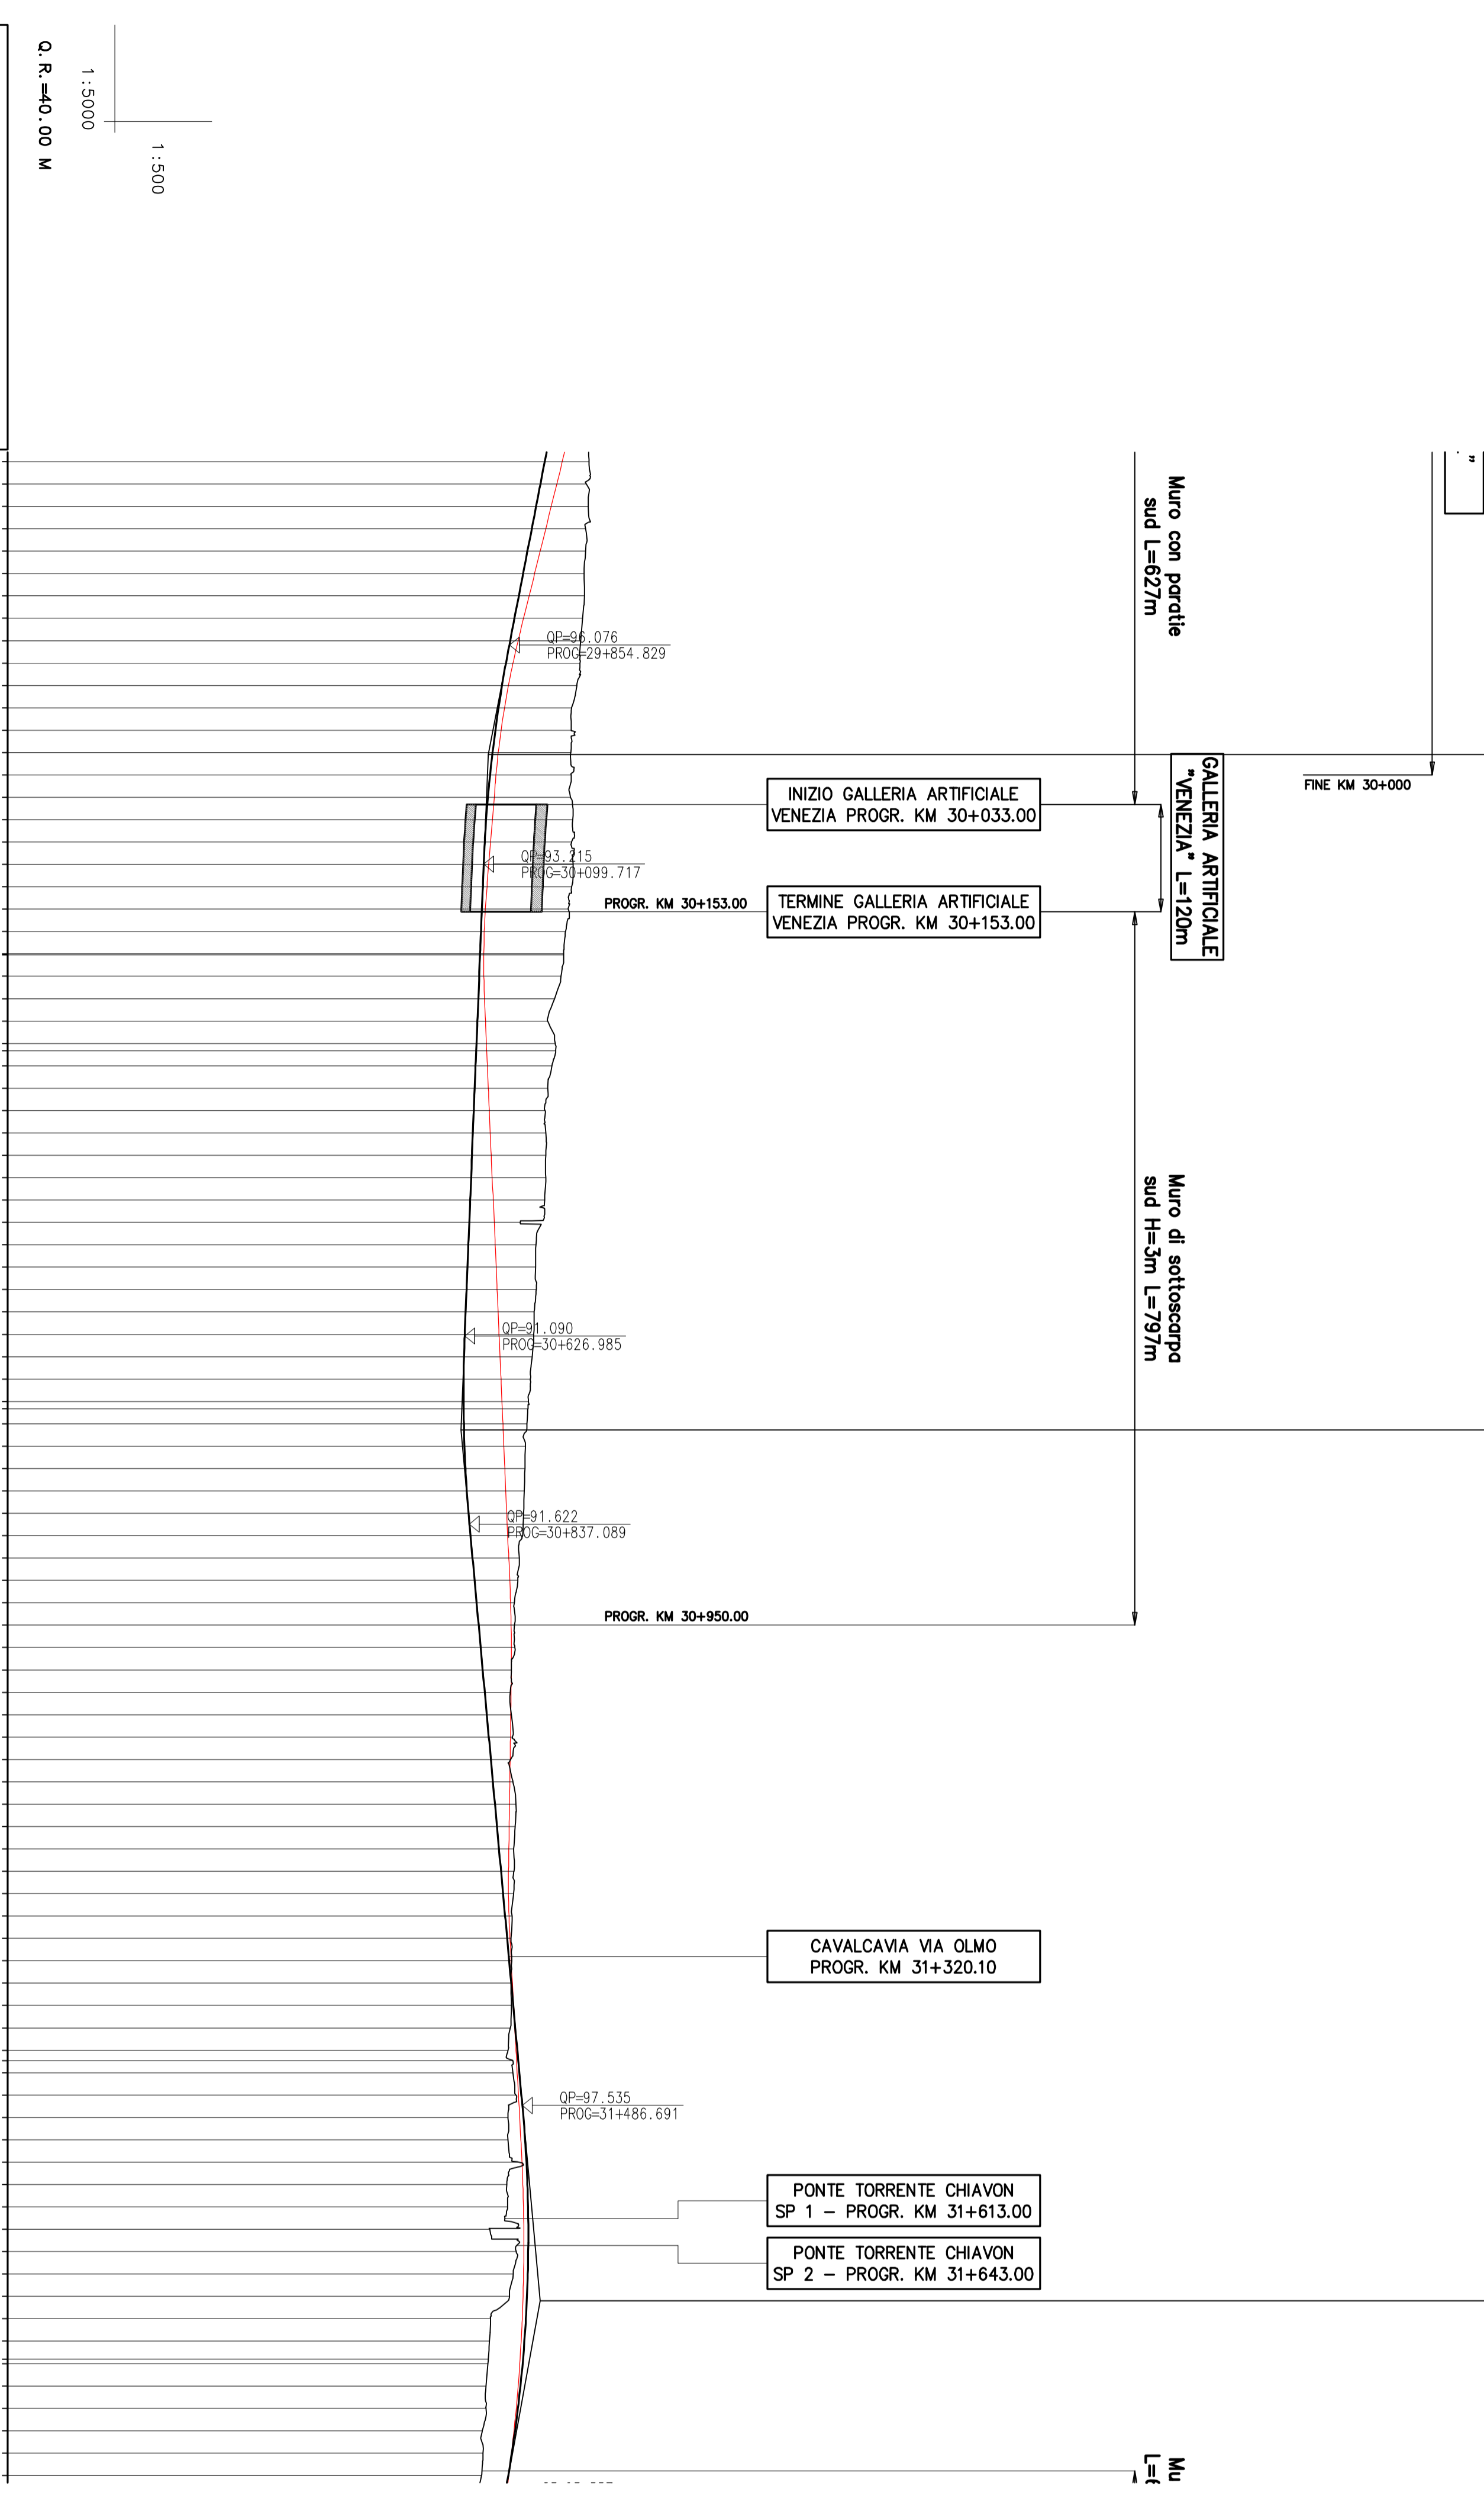 Q.R.=40.00 M
1:5000
1:500
Muro con paratie
sud L=627m
QP=96.076
PROG=29+854.829
FINE KM 30+000
GALLERIA ARTIFICIALE
"VENEZIA" L=120m
INIZIO GALLERIA ARTIFICIALE
VENEZIA PROGR. KM 30+033.00
QP=93.215
PROG=30+099.717
PROGR. KM 30+153.00
TERMINE GALLERIA ARTIFICIALE
VENEZIA PROGR. KM 30+153.00
Muro di sottoscarpa
sud H=3m L=797m
QP=91.090
PROG=30+626.985
QP=91.622
PROG=30+837.089
PROGR. KM 30+950.00
CAVALCAVIA VIA OLMO
PROGR. KM 31+320.10
QP=97.535
PROG=31+486.691
PONTE TORRENTE CHIAVON
SP 1 – PROGR. KM 31+613.00
PONTE TORRENTE CHIAVON
SP 2 – PROGR. KM 31+643.00
Mu